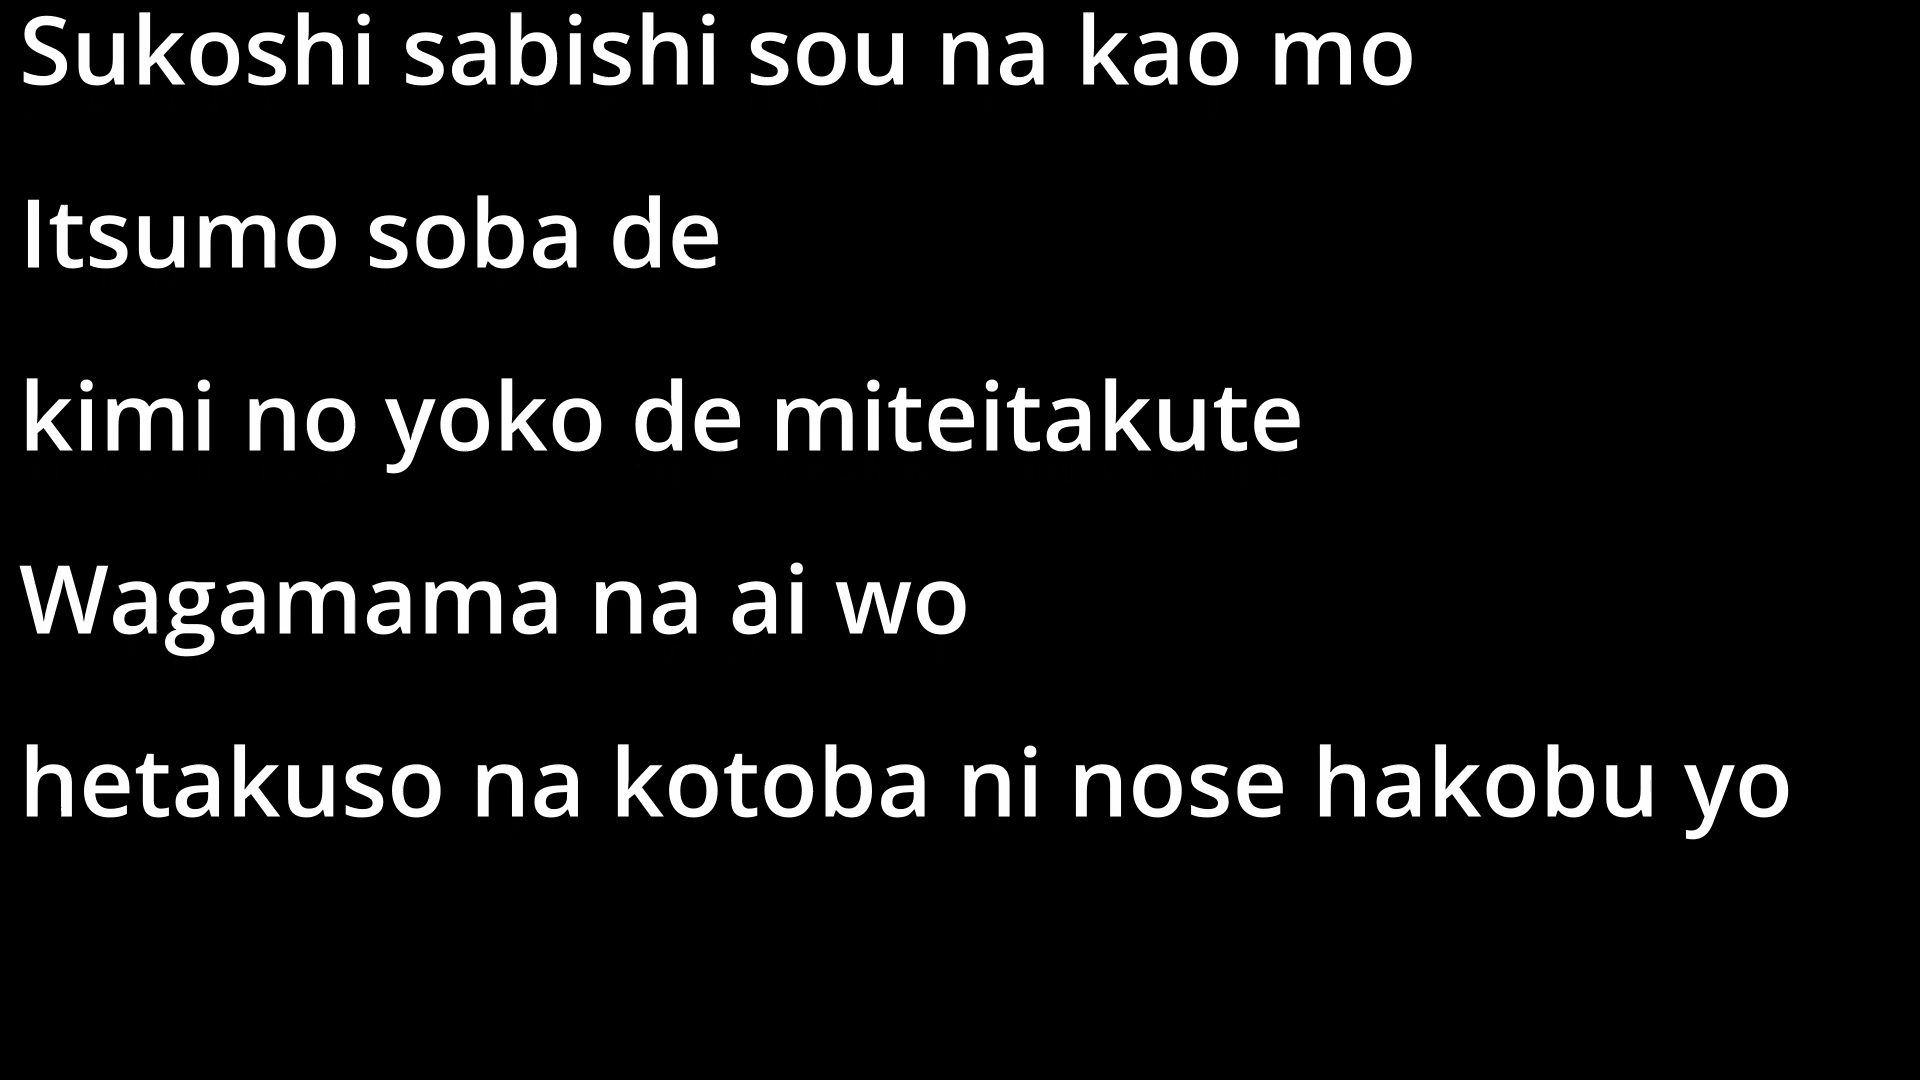 Sukoshi sabishi sou na kao mo
Itsumo soba de
kimi no yoko de miteitakute
Wagamama na ai wo
hetakuso na kotoba ni nose hakobu yo